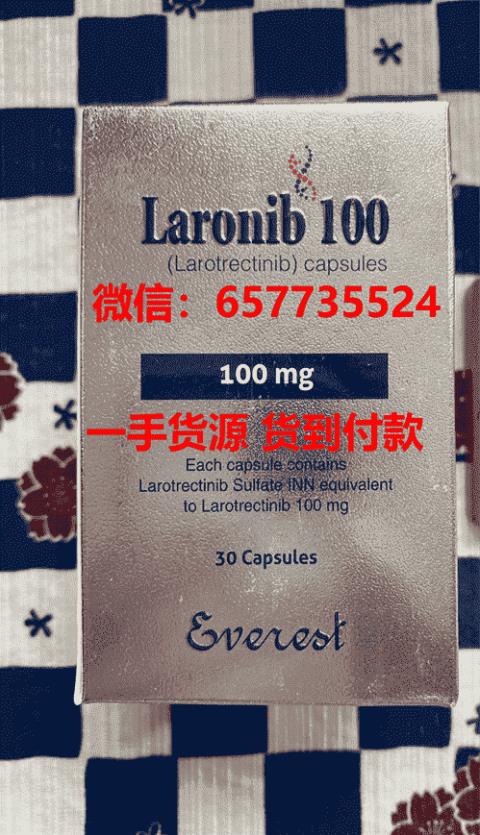 Laronib 100
(Larotrectinib) capsules
微信：657735524
100 mg
一手货源 货到付款
Each capsule contains
Larotrectinib Sulfate INN equivalent
to Larotrectinib 100 mg
30 Capsules
Everest